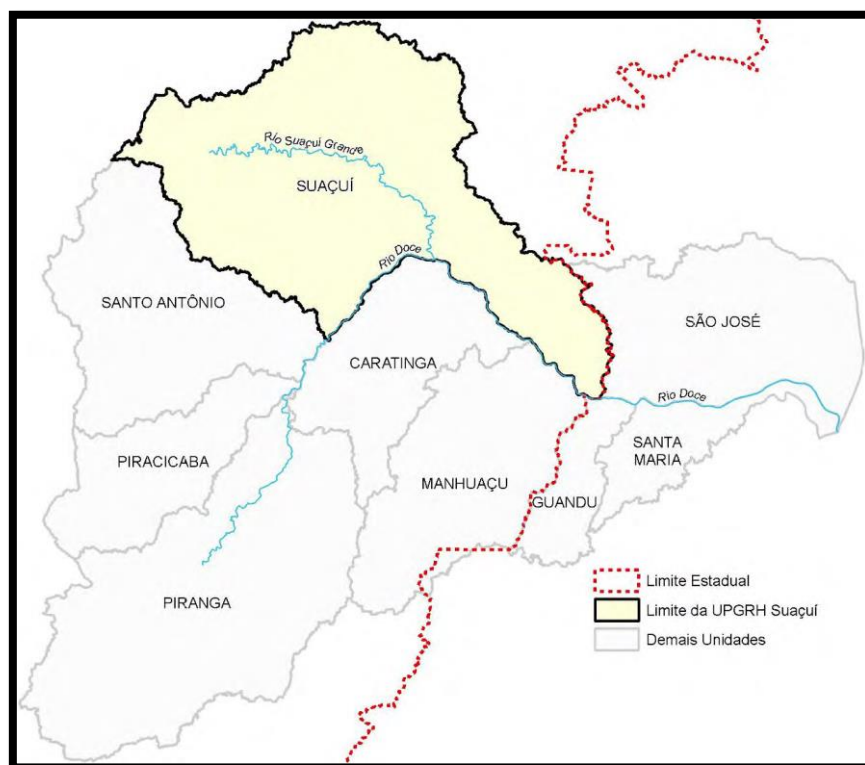 Rio Suaçuí Grande
SUAÇUÍ
Rio Doce
SANTO ANTÔNIO
SÃO JOSÉ
CARATINGA
Rio Doce
SANTA
MARIA
PIRACICABA
MANHUAÇU
GUANDU
PIRANGA
Limite Estadual
Limite da UPGRH Suaçuí
Demais Unidades